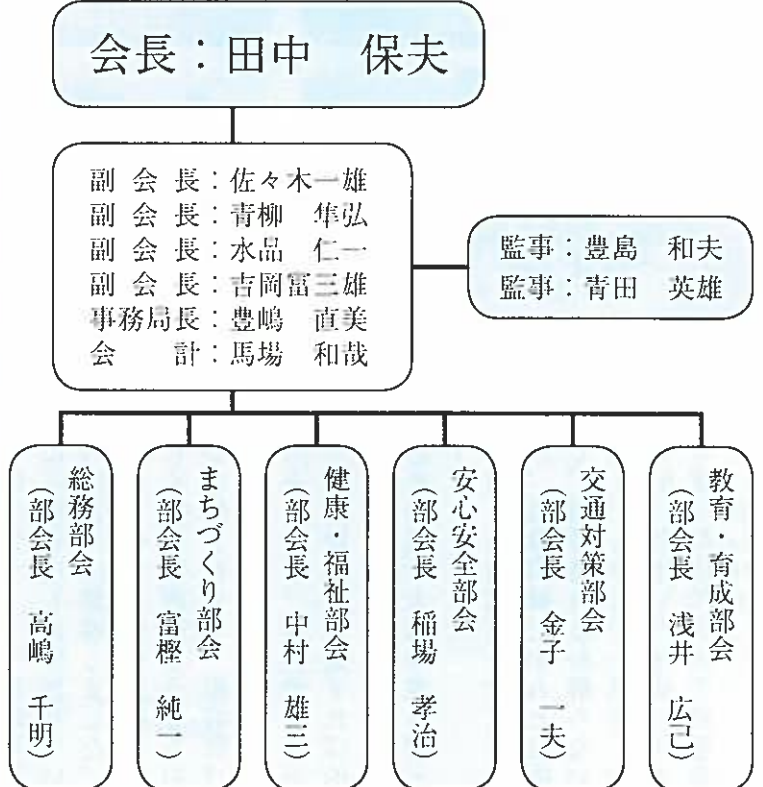 会長：田中　保夫
副会長：佐々木一雄
副会長：青柳　隼弘
副会長：水品　仁一
副会長：吉岡富三雄
事務局長：豊嶋　直美
会計：馬場　和哉
監事：豊島　和夫
監事：青田　英雄
総務部会
（部会長　高嶋　千明）
まちづくり部会
（部会長　富樫　純一）
健康・福祉部会
（部会長　中村　雄三）
安心安全部会
（部会長　稲場　孝治）
交通対策部会
（部会長　金子　一夫）
教育・育成部会
（部会長　浅井　広己）